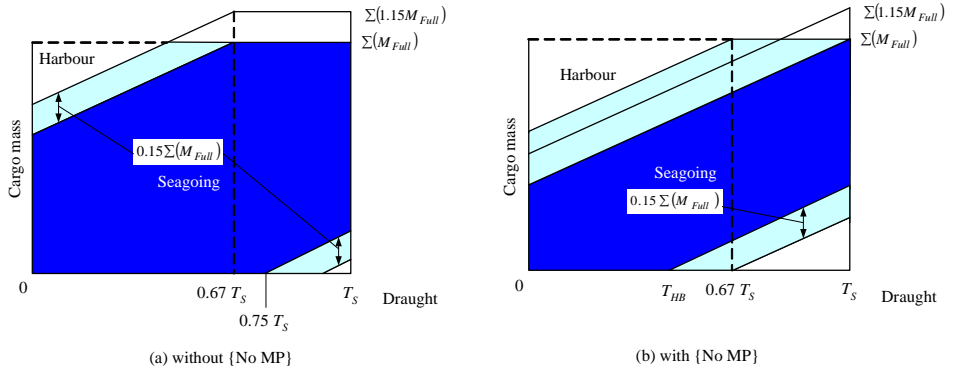 ∑(1.15M_Full)
∑(M_Full)
Harbour
Cargo mass
0.15∑(M_Full)
Seagoing
0
0.67 T_S
T_S
Draught
0.75 T_S
(a) without {No MP}
∑(1.15M_Full)
∑(M_Full)
Harbour
Cargo mass
Seagoing
0.15 ∑(M_Full)
0
T_HB
0.67 T_S
T_S
Draught
(b) with {No MP}